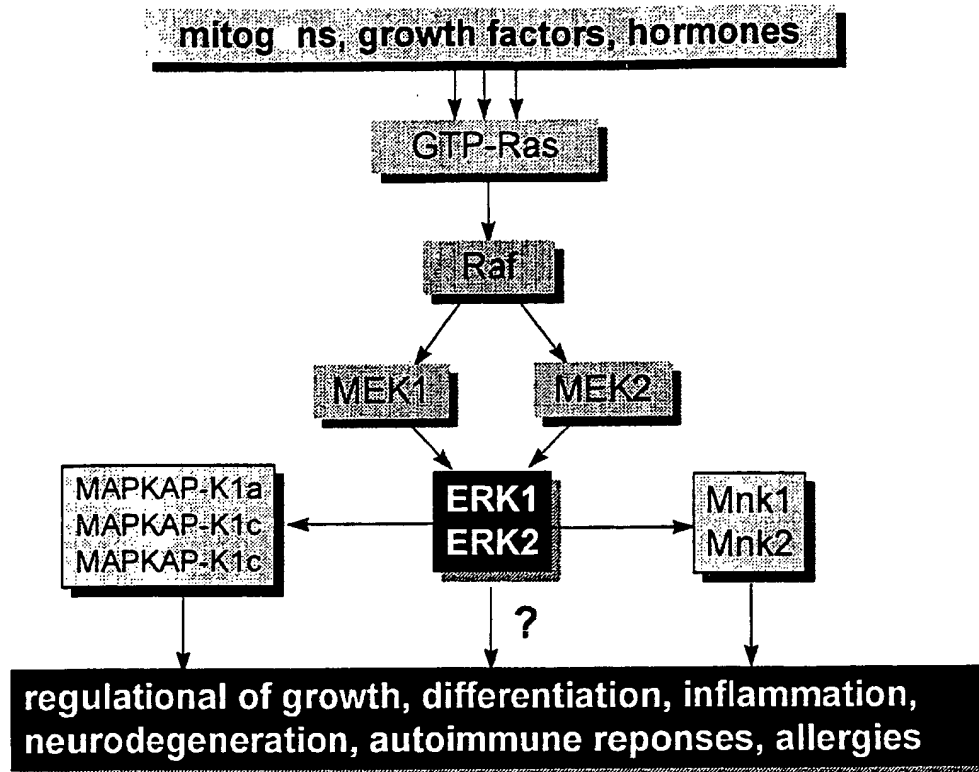 mitog ns, growth factors, hormones
GTP-Ras
Raf
MEK1
MEK2
MAPKAP-K1a
MAPKAP-K1c
MAPKAP-K1c
ERK1
ERK2
Mnk1
Mnk2
?
regulational of growth, differentiation, inflammation,
neurodegeneration, autoimmune reponses, allergies